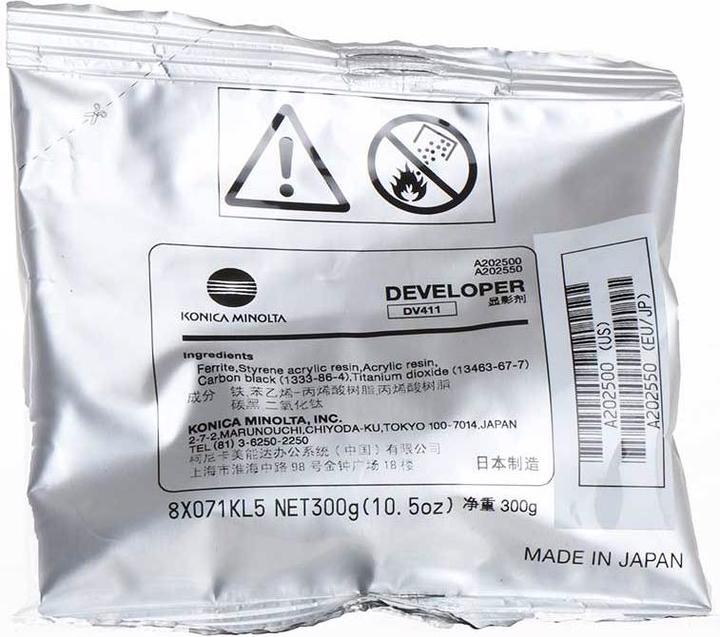 A202500
A202550
DEVELOPER
显影剂
DV411
KONICA MINOLTA
Ingredients
Ferrite,Styrene acrylic resin,Acrylic resin,
Carbon black (1333-86-4),Titanium dioxide (13463-67-7)
成分 铁,苯乙烯-丙烯酸树脂,丙烯酸树脂
碳黑 二氧化钛
KONICA MINOLTA, INC.
2-7-2,MARUNOUCHI,CHIYODA-KU,TOKYO 100-7014,JAPAN
TEL (81) 3-6250-2250
柯尼卡美能达办公系统（中国）有限公司
上海市淮海中路98号金钟广场18楼
日本制造
8X071KL5 NET300g(10.5oz) 净重 300g
A202500 (US)
A202550 (EU/JP)
MADE IN JAPAN